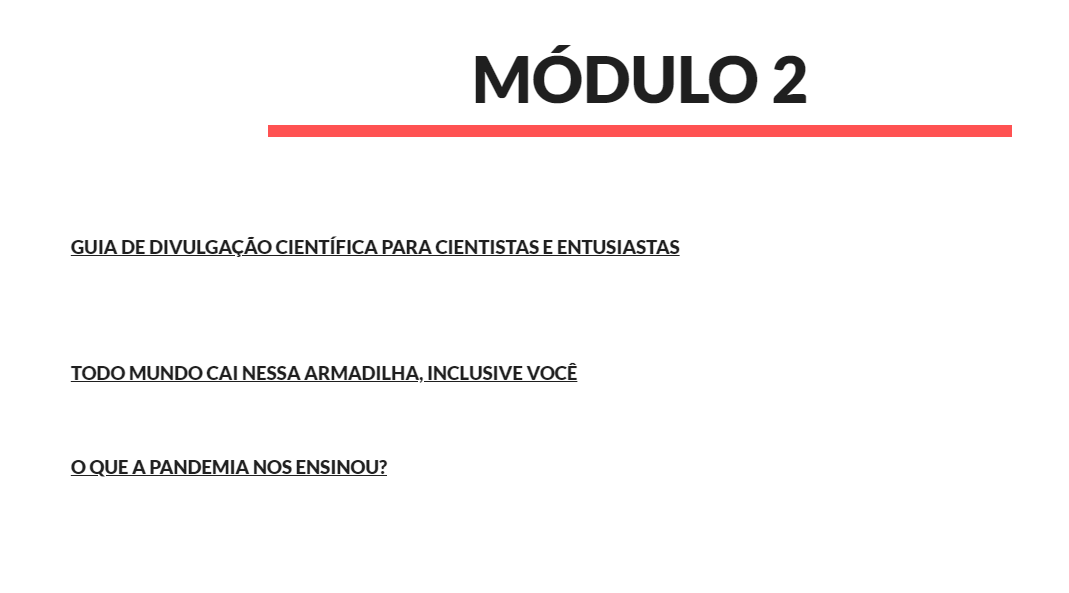 MÓDULO 2
GUIA DE DIVULGAÇÃO CIENTÍFICA PARA CIENTISTAS E ENTUSIASTAS
TODO MUNDO CAI NESSA ARMADILHA, INCLUSIVE VOCÊ
O QUE A PANDEMIA NOS ENSINOU?